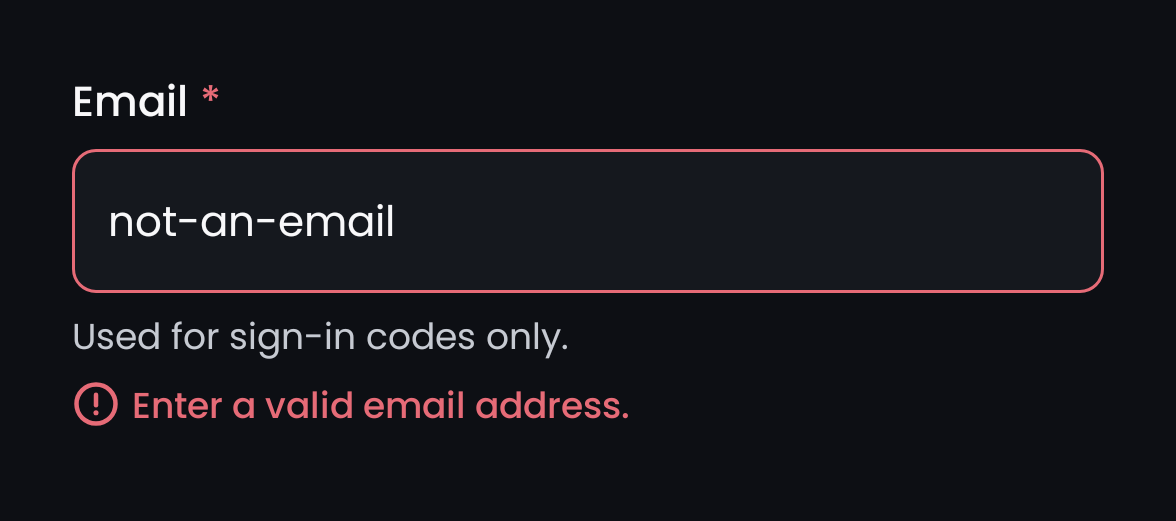 Email *
not-an-email
Used for sign-in codes only.
Enter a valid email address.